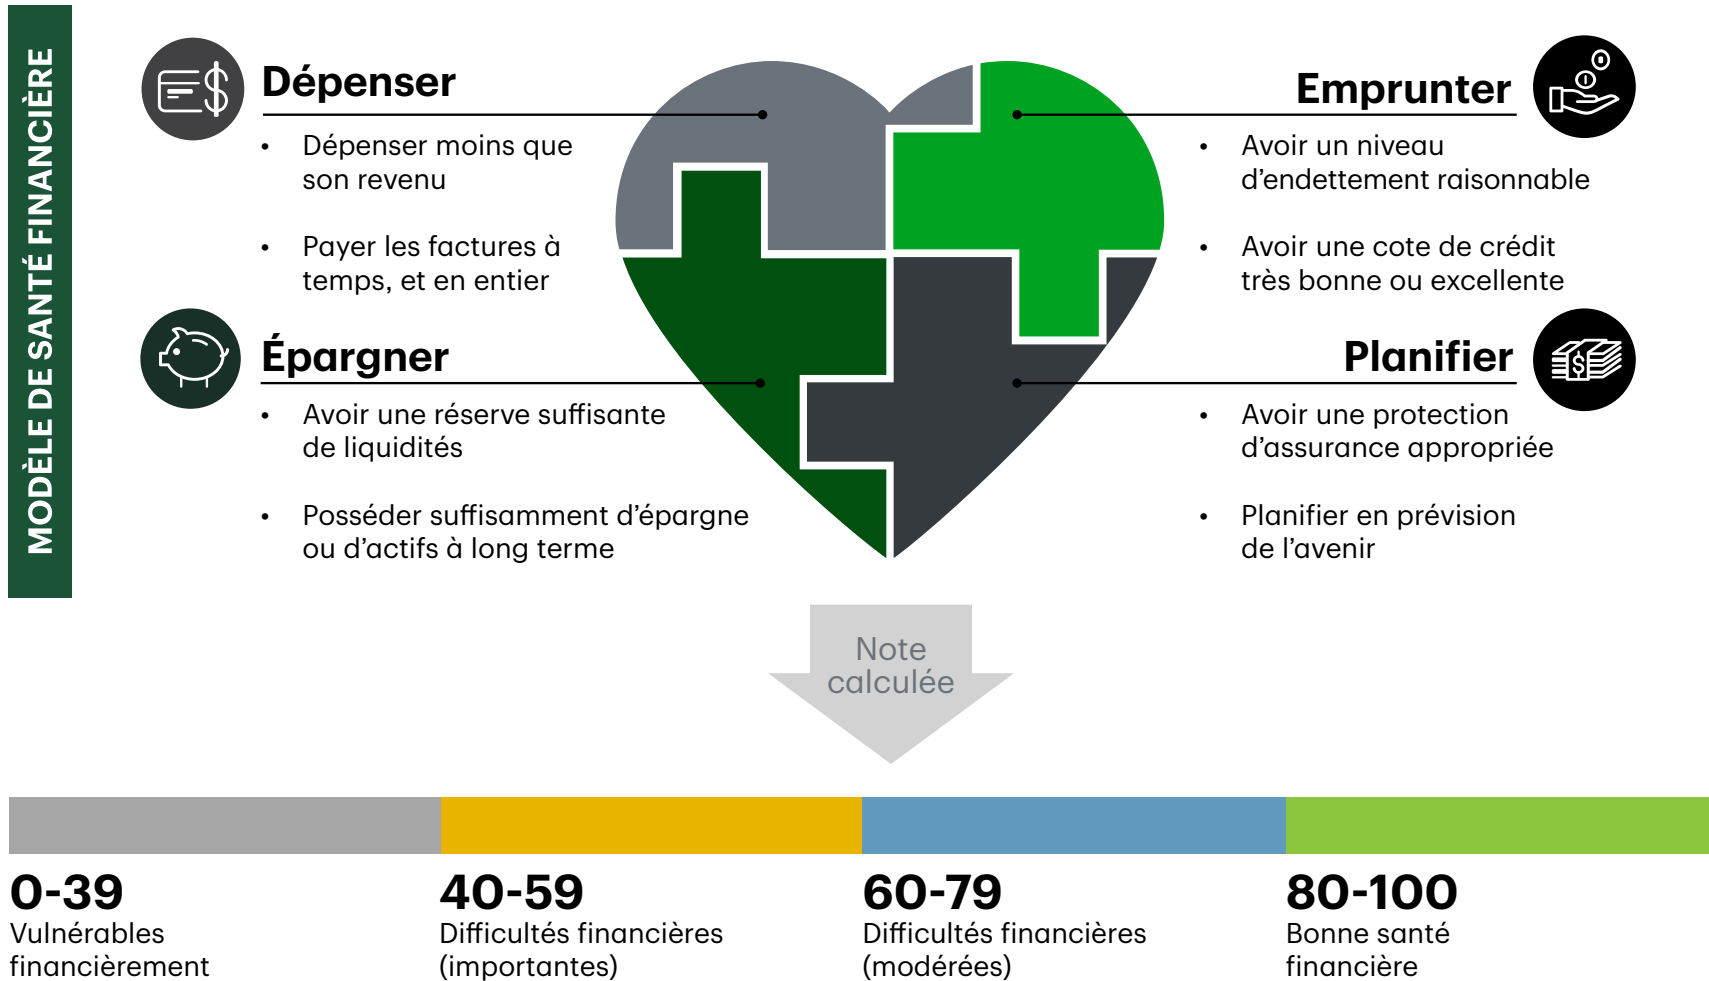 MODÈLE DE SANTÉ FINANCIÈRE
Dépenser
• Dépenser moins que
son revenu
• Payer les factures à
temps, et en entier
Épargner
• Avoir une réserve suffisante
de liquidités
• Posséder suffisamment d’épargne
ou d’actifs à long terme
Emprunter
• Avoir un niveau
d’endettement raisonnable
• Avoir une cote de crédit
très bonne ou excellente
Planifier
• Avoir une protection
d’assurance appropriée
• Planifier en prévision
de l’avenir
Note
calculée
0-39
Vulnérables
financièrement
40-59
Difficultés financières
(importantes)
60-79
Difficultés financières
(modérées)
80-100
Bonne santé
financière